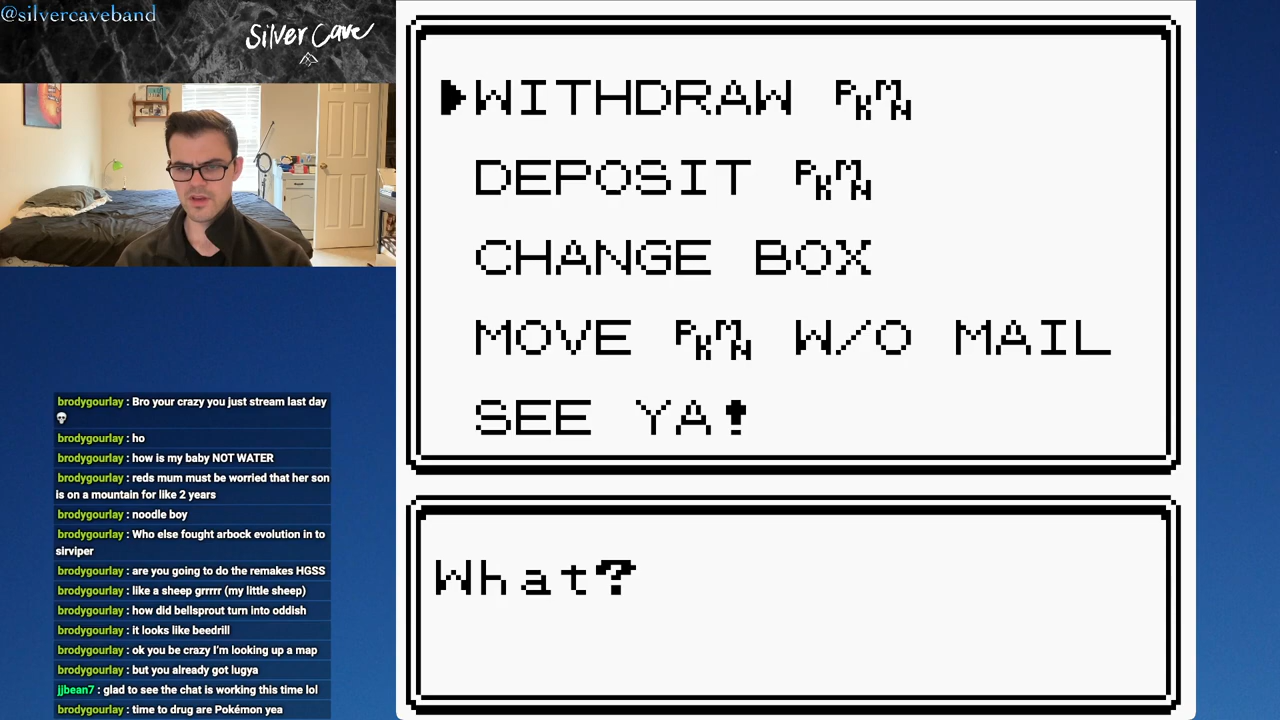 @silvercaveband
Silver Cave
▶WITHDRAW PKMN
DEPOSIT PKMN
CHANGE BOX
MOVE PKMN W/O MAIL
SEE YA!
What?
brodygourlay : Bro your crazy you just stream last day
💀
brodygourlay : ho
brodygourlay : how is my baby NOT WATER
brodygourlay : reds mum must be worried that her son
is on a mountain for like 2 years
brodygourlay : noodle boy
brodygourlay : Who else fought arbock evolution in to
sirviper
brodygourlay : are you going to do the remakes HGSS
brodygourlay : like a sheep grrrrr (my little sheep)
brodygourlay : how did bellsprout turn into oddish
brodygourlay : it looks like beedrill
brodygourlay : ok you be crazy I'm looking up a map
brodygourlay : but you already got lugya
jjbean7 : glad to see the chat is working this time lol
brodygourlay : time to drug are Pokémon yea